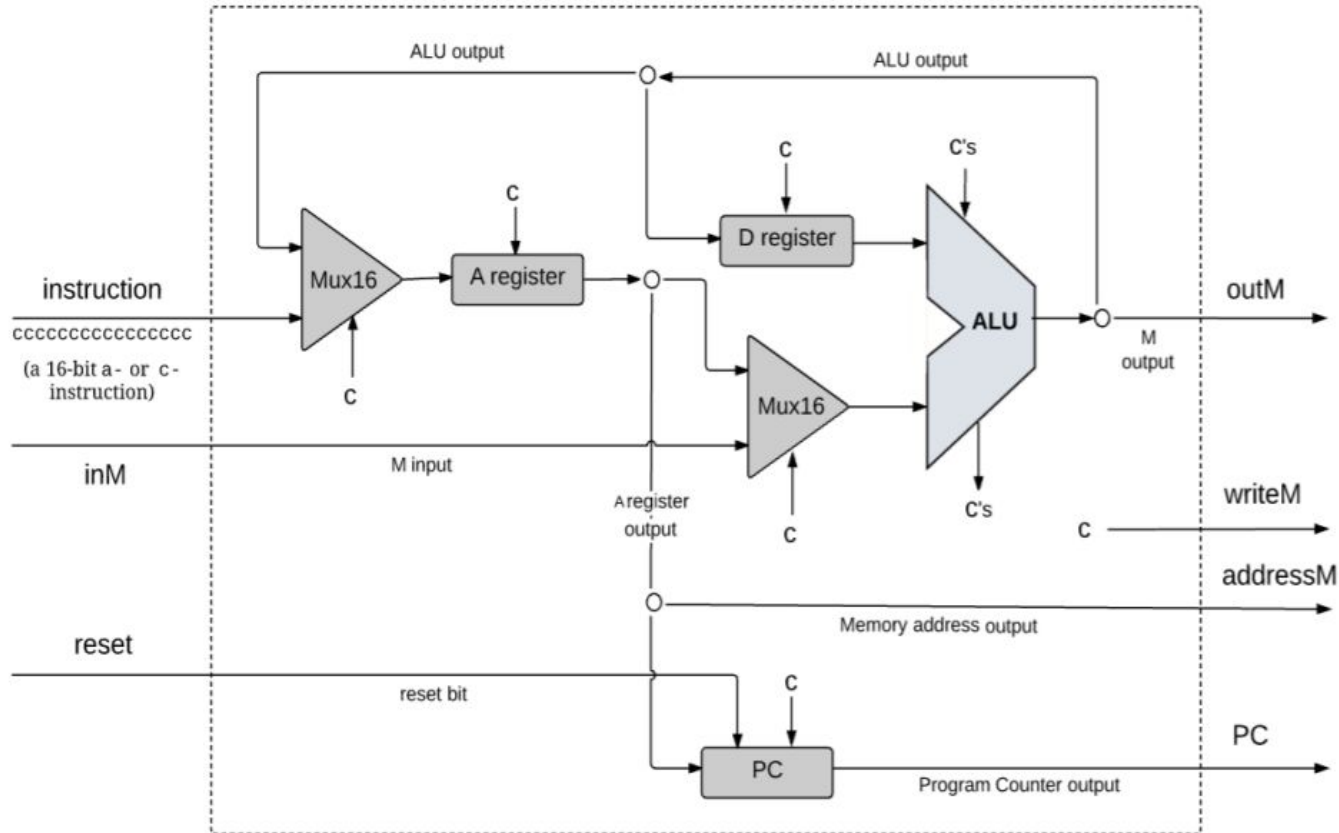 ALU output
ALU output
C
C's
C
D register
Mux16
A register
instruction
cccccccccccccccc
(a 16-bit a- or c-
instruction)
C
outM
ALU
M
output
Mux16
inM
M input
A register
output
C
C's
writeM
C
addressM
Memory address output
reset
reset bit
C
PC
PC
Program Counter output